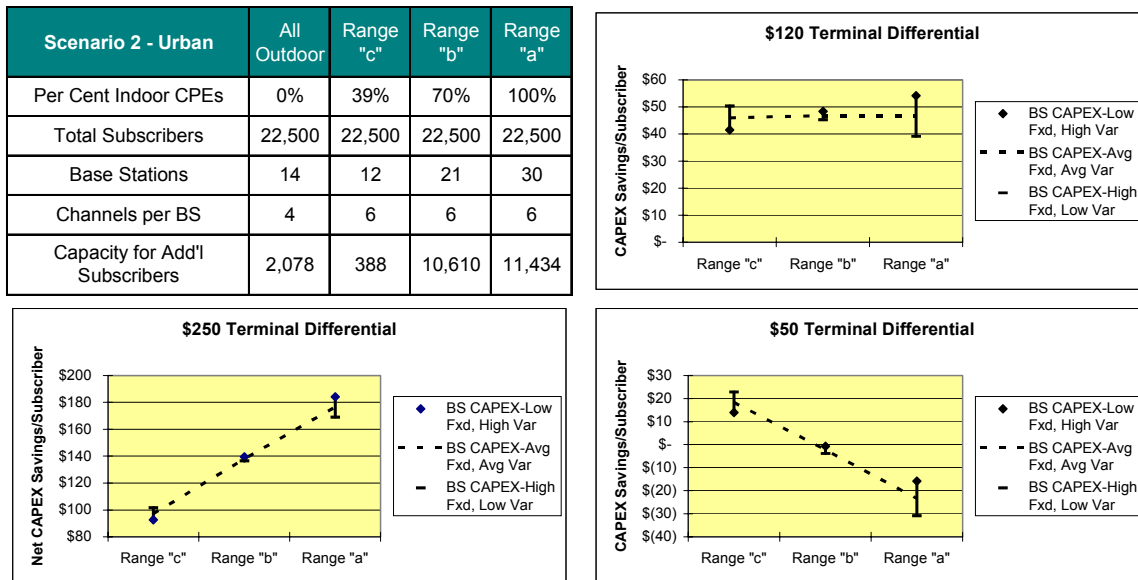 Scenario 2 - Urban
All Outdoor
Range "c"
Range "b"
Range "a"
Per Cent Indoor CPEs 0% 39% 70% 100%
Total Subscribers 22,500 22,500 22,500 22,500
Base Stations 14 12 21 30
Channels per BS 4 6 6 6
Capacity for Add'l Subscribers 2,078 388 10,610 11,434
$120 Terminal Differential
CAPEX Savings/Subscriber
$60
$50
$40
$30
$20
$10
$-
Range "c" Range "b" Range "a"
BS CAPEX-Low
Fxd, High Var
BS CAPEX-Avg
Fxd, Avg Var
BS CAPEX-High
Fxd, Low Var
$250 Terminal Differential
Net CAPEX Savings/Subscriber
$200
$180
$160
$140
$120
$100
$80
Range "c" Range "b" Range "a"
BS CAPEX-Low
Fxd, High Var
BS CAPEX-Avg
Fxd, Avg Var
BS CAPEX-High
Fxd, Low Var
$50 Terminal Differential
CAPEX Savings/Subscriber
$30
$20
$10
$-
$(10)
$(20)
$(30)
$(40)
Range "c" Range "b" Range "a"
BS CAPEX-Low
Fxd, High Var
BS CAPEX-Avg
Fxd, Avg Var
BS CAPEX-High
Fxd, Low Var